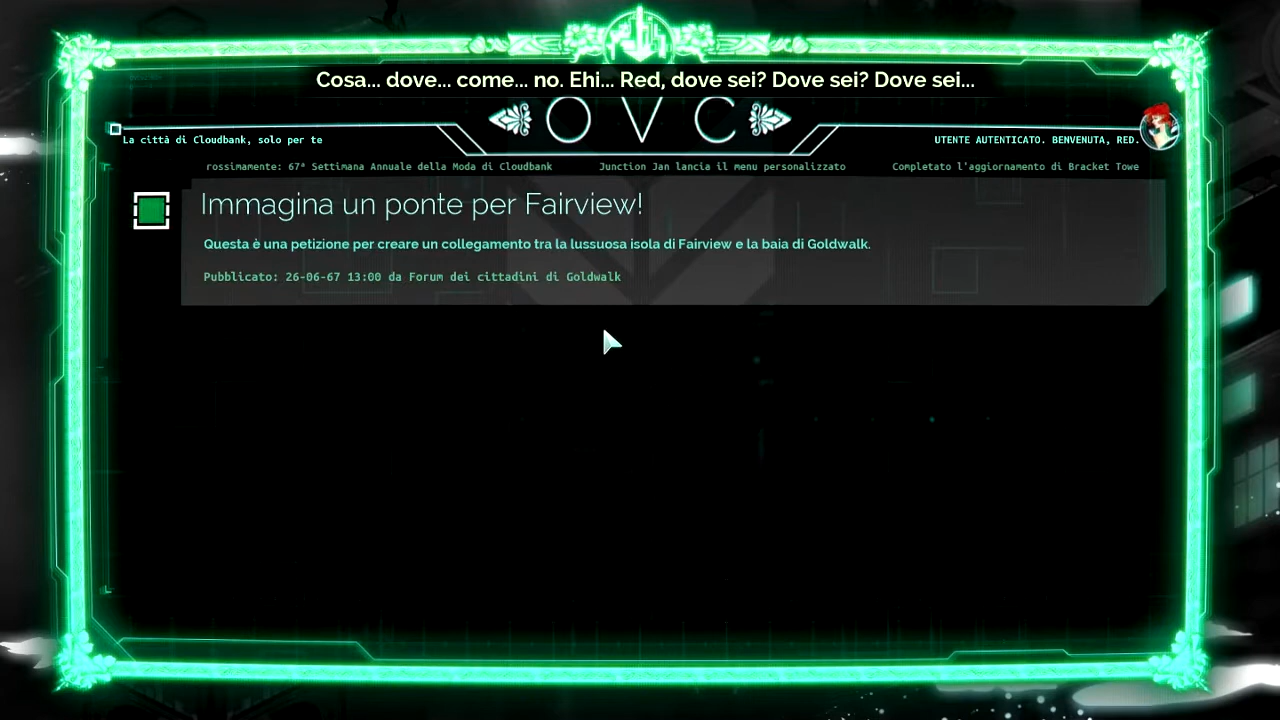 Cosa... dove... come... no. Ehi... Red, dove sei? Dove sei? Dove sei...
OVC
La città di Cloudbank, solo per te
UTENTE AUTENTICATO. BENVENUTA, RED.
rossimamente: 67ª Settimana Annuale della Moda di Cloudbank
Junction Jan lancia il menu personalizzato
Completato l'aggiornamento di Bracket Towe
Immagina un ponte per Fairview!
Questa è una petizione per creare un collegamento tra la lussuosa isola di Fairview e la baia di Goldwalk.
Pubblicato: 26-06-67 13:00 da Forum dei cittadini di Goldwalk